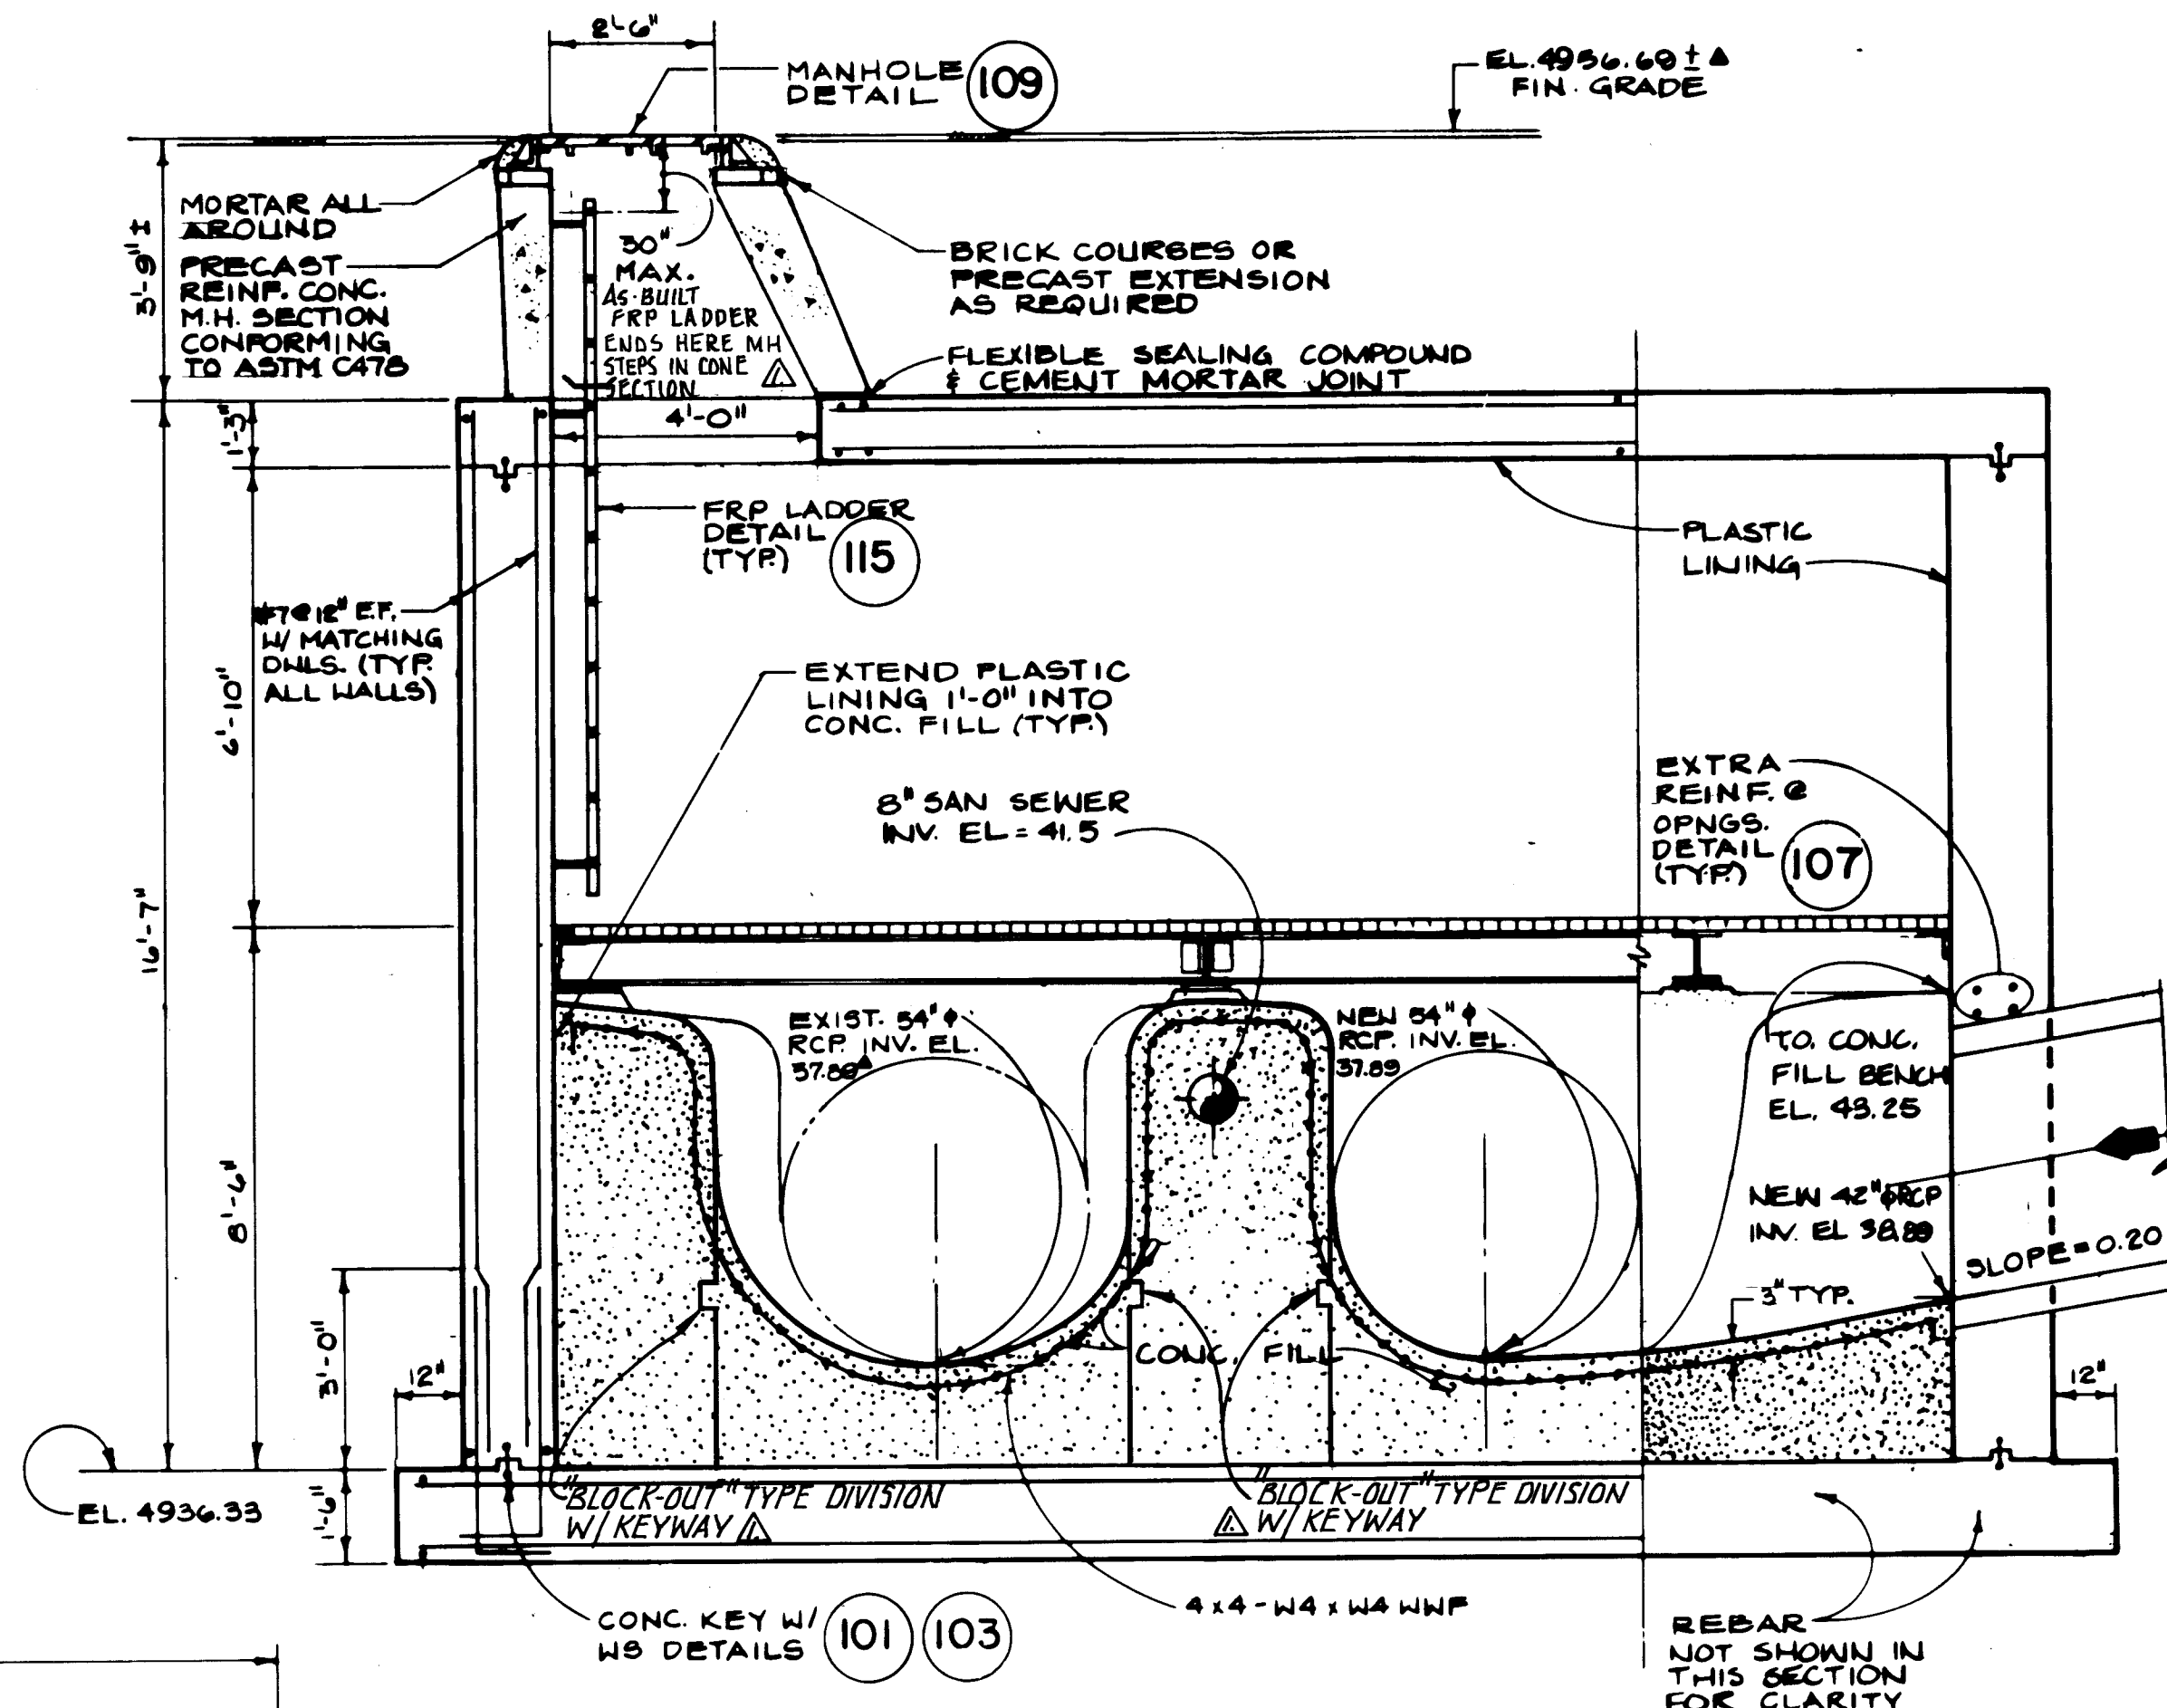 2'-6"
MANHOLE
DETAIL
109
EL. 4956.69 ± ▲
FIN. GRADE
MORTAR ALL
AROUND
3'-9" ±
PRECAST
REINF. CONC.
M.H. SECTION
CONFORMING
TO ASTM C478
30"
MAX.
AS-BUILT
FRP LADDER
ENDS HERE MH
STEPS IN CONE
SECTION
BRICK COURSES OR
PRECAST EXTENSION
AS REQUIRED
FLEXIBLE SEALING COMPOUND
& CEMENT MORTAR JOINT
1'-3"
4'-0"
FRP LADDER
DETAIL
(TYP.)
115
PLASTIC
LINING
#7@12" E.F.
W/ MATCHING
DWLS. (TYP.
ALL WALLS)
6'-10"
EXTEND PLASTIC
LINING 1'-0" INTO
CONC. FILL (TYP.)
8" SAN SEWER
INV. EL = 41.5
EXTRA
REINF. @
OPNGS.
DETAIL
(TYP.)
107
16'-7"
8'-6"
EXIST. 54" φ
RCP. INV. EL.
37.89▲
NEW 54" φ
RCP. INV. EL.
37.89
T.O. CONC.
FILL BENCH
EL. 43.25
NEW 42" φ RCP
INV. EL 38.89
SLOPE = 0.20
3" TYP.
3'-0"
12"
CONC. FILL
12"
EL. 4936.33
1'-6"
"BLOCK-OUT" TYPE DIVISION
W/ KEYWAY
"BLOCK-OUT" TYPE DIVISION
W/ KEYWAY
CONC. KEY W/
WS DETAILS
101
103
4 x 4 - W4 x W4 WWF
REBAR
NOT SHOWN IN
THIS SECTION
FOR CLARITY